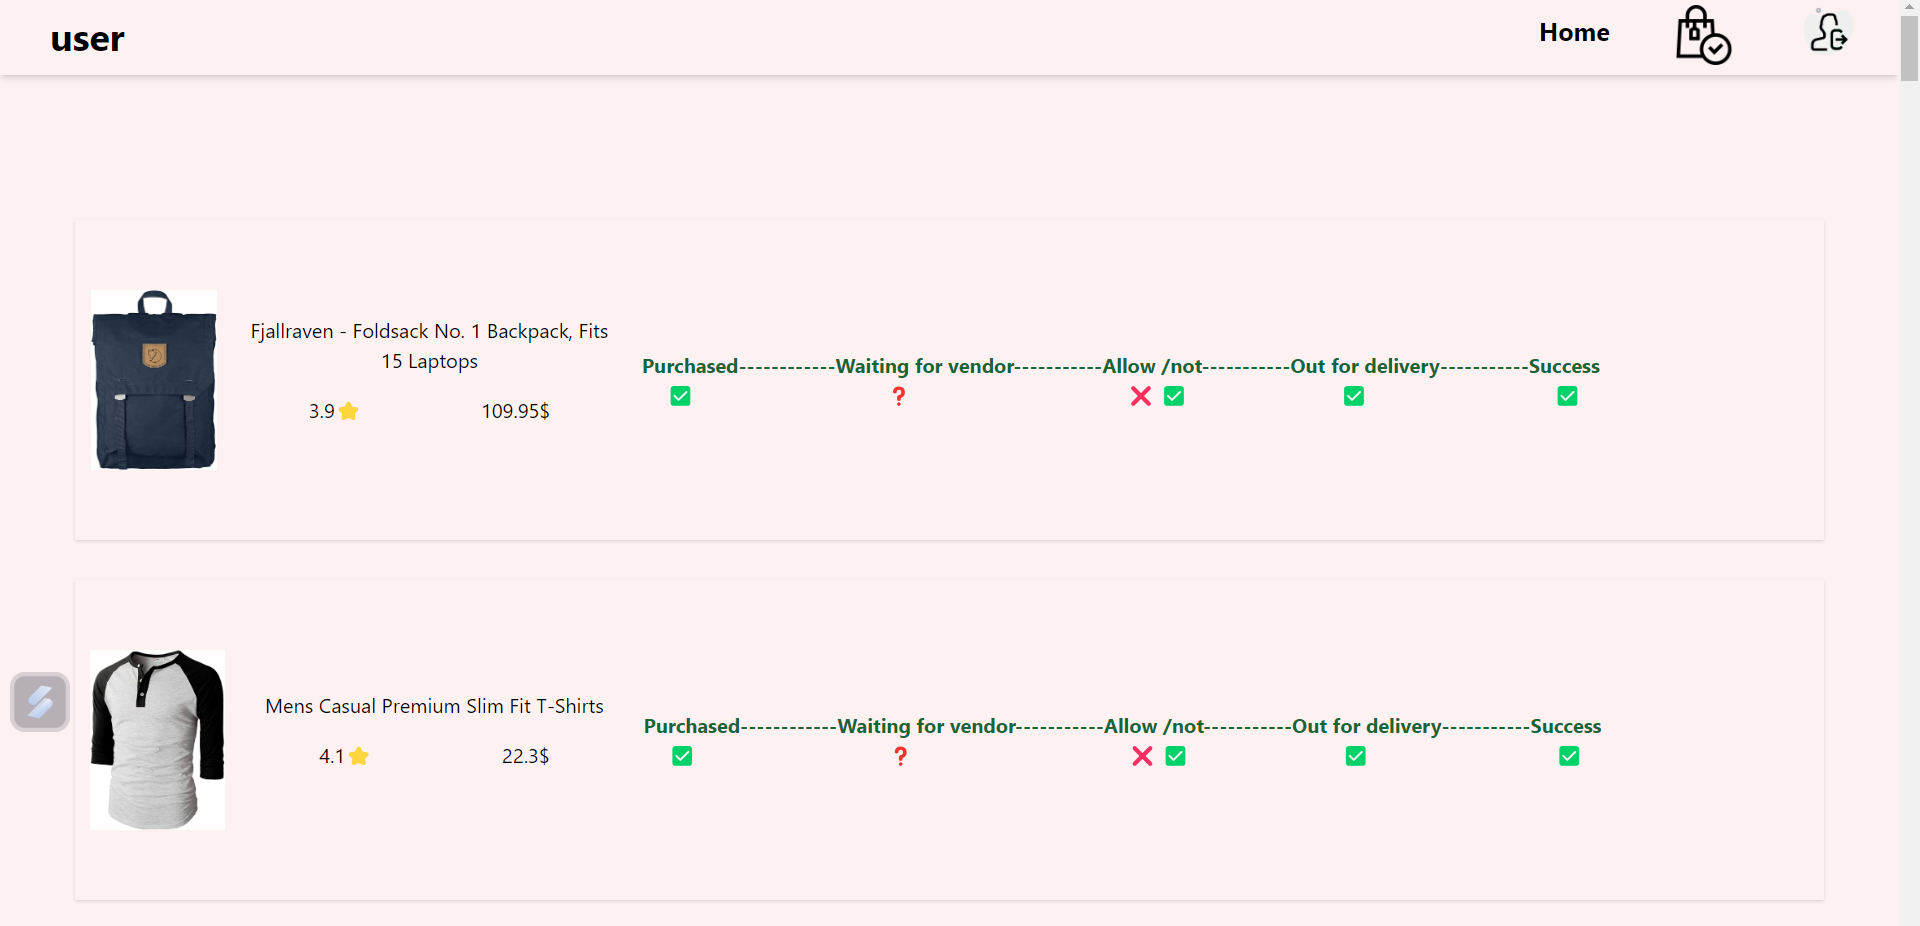 user
Home
Fjallraven - Foldsack No. 1 Backpack, Fits
15 Laptops
3.9⭐ 109.95$
Purchased------------Waiting for vendor-----------Allow /not-----------Out for delivery-----------Success
✅ ❓ ❌ ✅ ✅ ✅
Mens Casual Premium Slim Fit T-Shirts
4.1⭐ 22.3$
Purchased------------Waiting for vendor-----------Allow /not-----------Out for delivery-----------Success
✅ ❓ ❌ ✅ ✅ ✅